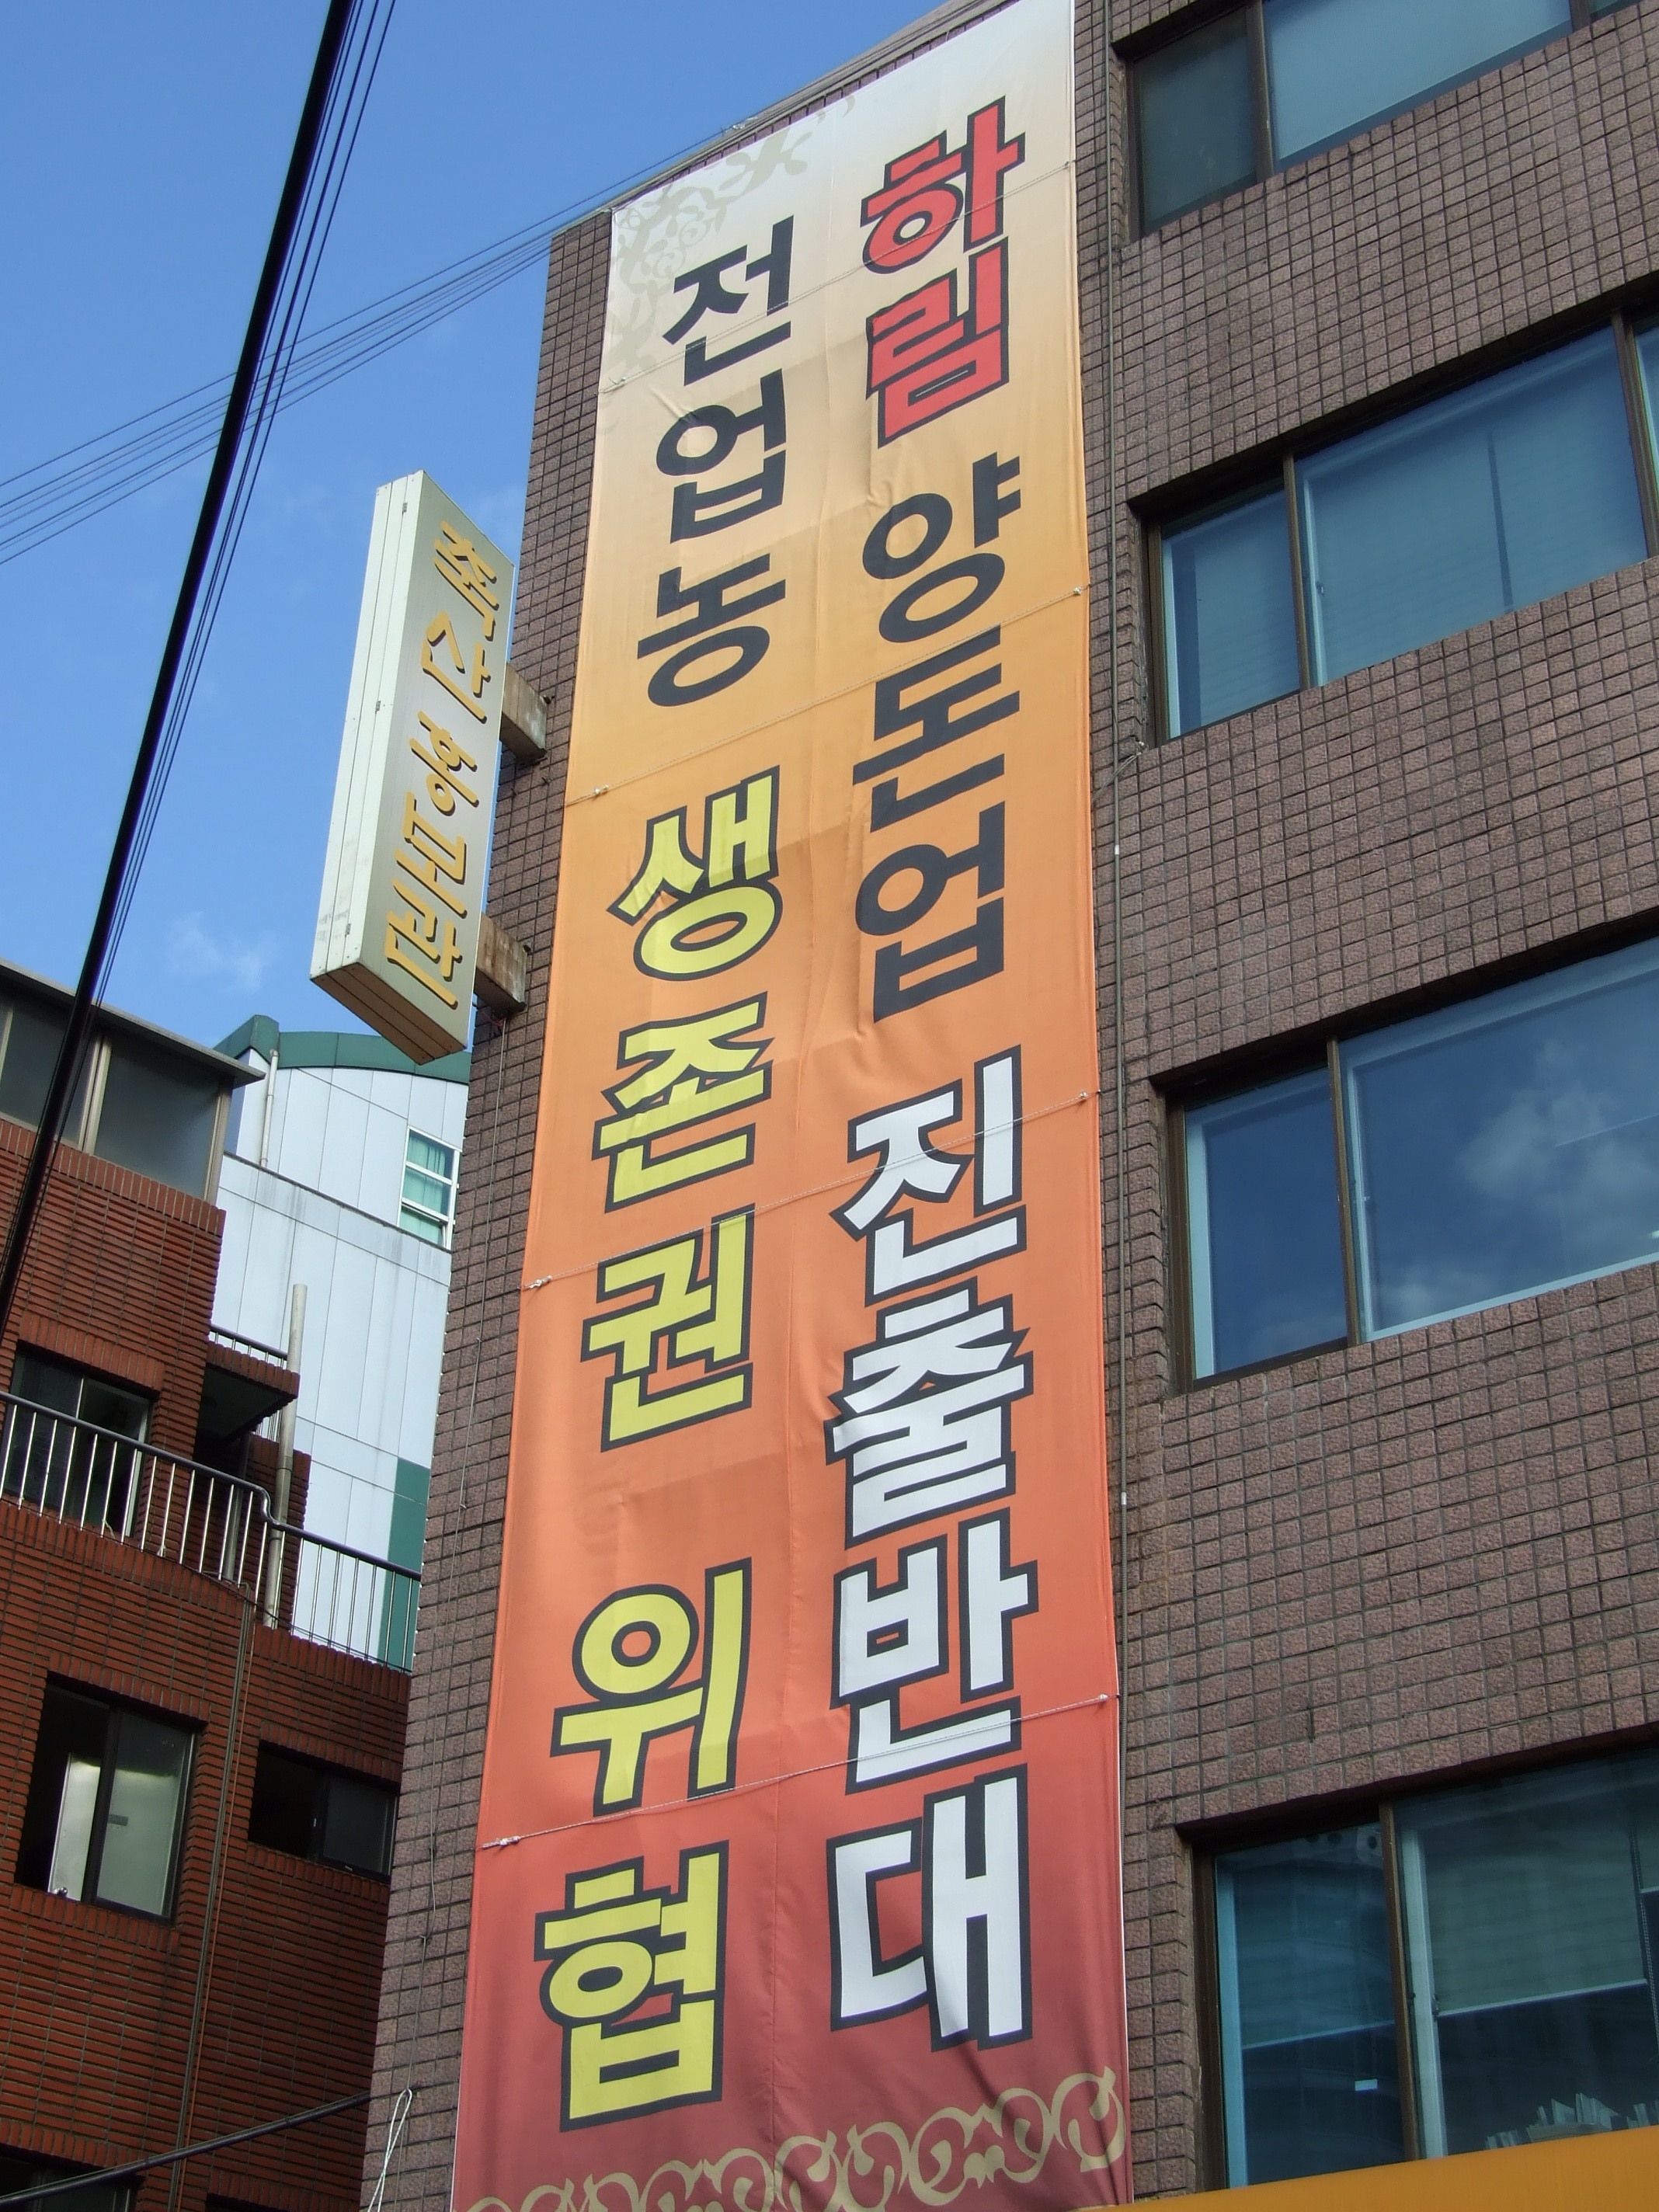 하림 양돈업 진출반대
전업농 생존권 위협
축산회관